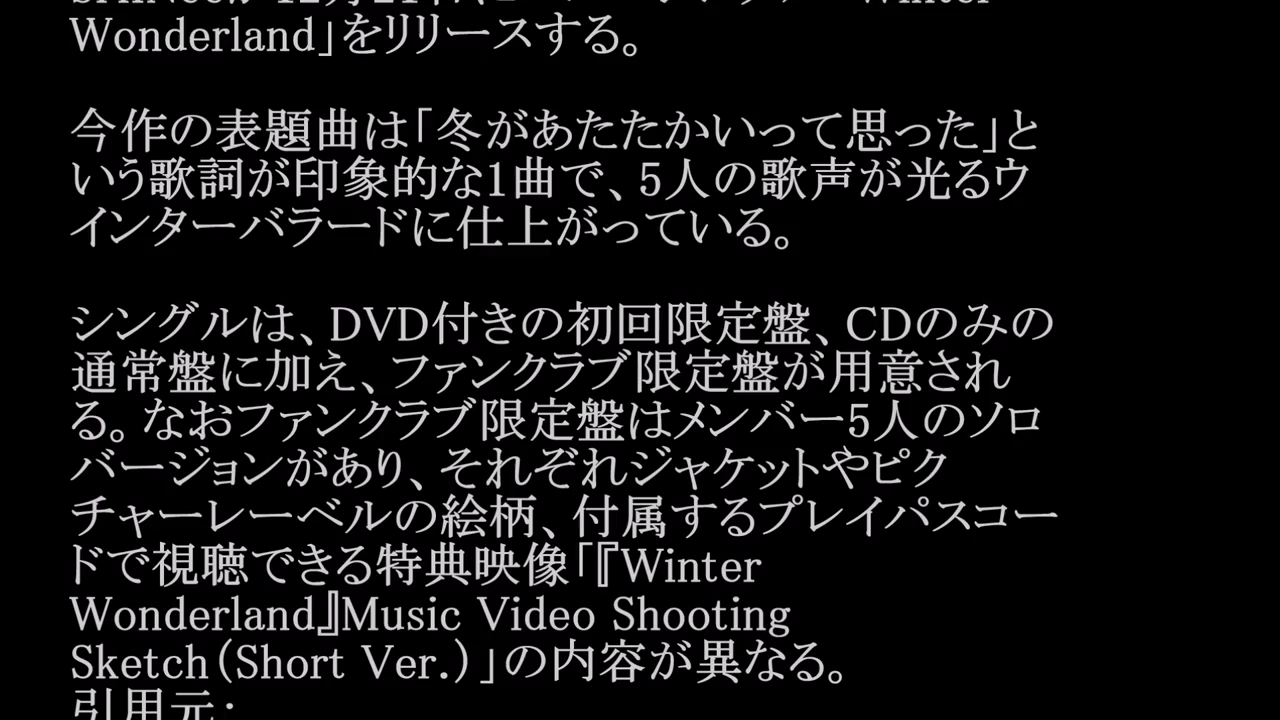 Wonderland」をリリースする。
今作の表題曲は「冬があたたかいって思った」と
いう歌詞が印象的な1曲で、5人の歌声が光るウ
インターバラードに仕上がっている。
シングルは、DVD付きの初回限定盤、CDのみの
通常盤に加え、ファンクラブ限定盤が用意され
る。なおファンクラブ限定盤はメンバー5人のソロ
バージョンがあり、それぞれジャケットやピク
チャーレーベルの絵柄、付属するプレイパスコー
ドで視聴できる特典映像「『Winter
Wonderland』Music Video Shooting
Sketch(Short Ver.)」の内容が異なる。
引用元: